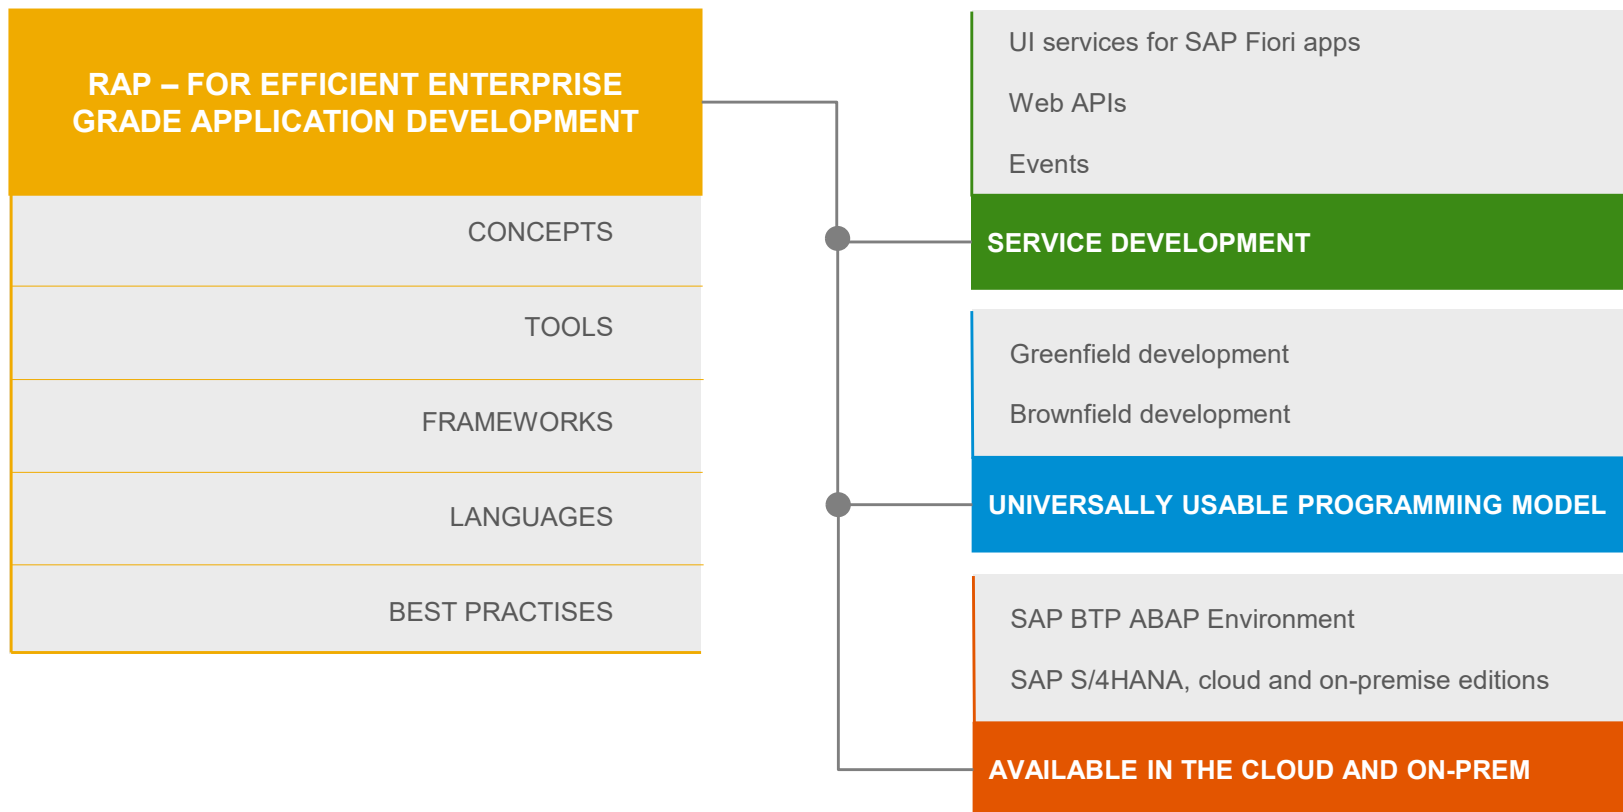 RAP – FOR EFFICIENT ENTERPRISE
GRADE APPLICATION DEVELOPMENT
CONCEPTS
TOOLS
FRAMEWORKS
LANGUAGES
BEST PRACTISES
UI services for SAP Fiori apps
Web APIs
Events
SERVICE DEVELOPMENT
Greenfield development
Brownfield development
UNIVERSALLY USABLE PROGRAMMING MODEL
SAP BTP ABAP Environment
SAP S/4HANA, cloud and on-premise editions
AVAILABLE IN THE CLOUD AND ON-PREM